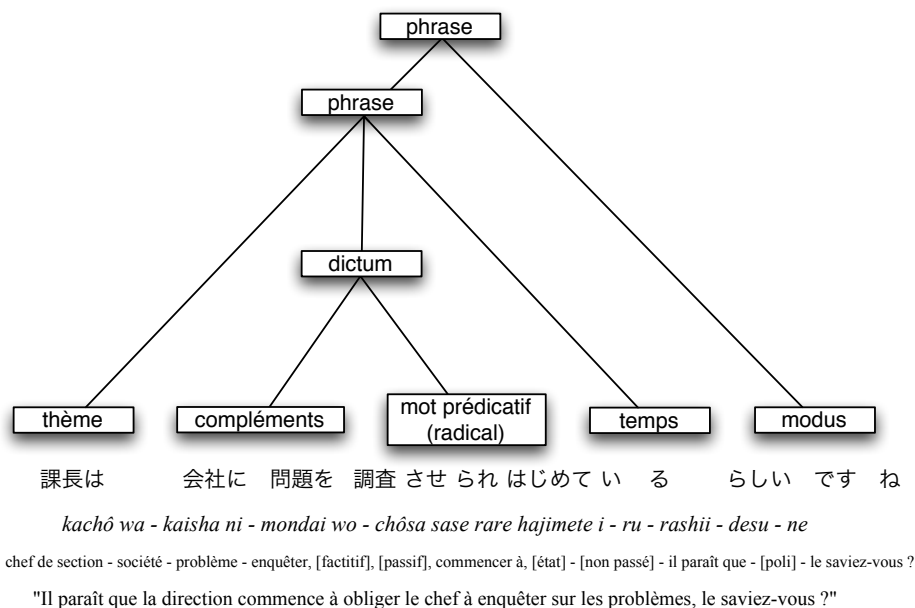 phrase
phrase
dictum
thème compléments mot prédicatif (radical) temps modus
課長は 会社に 問題を 調査 させ られ はじめて い る らしい です ね
kachô wa - kaisha ni - mondai wo - chôsa sase rare hajimete i - ru - rashii - desu - ne
chef de section - société - problème - enquêter, [factitif], [passif], commencer à, [état] - [non passé] - il paraît que - [poli] - le saviez-vous ?
"Il paraît que la direction commence à obliger le chef à enquêter sur les problèmes, le saviez-vous ?"